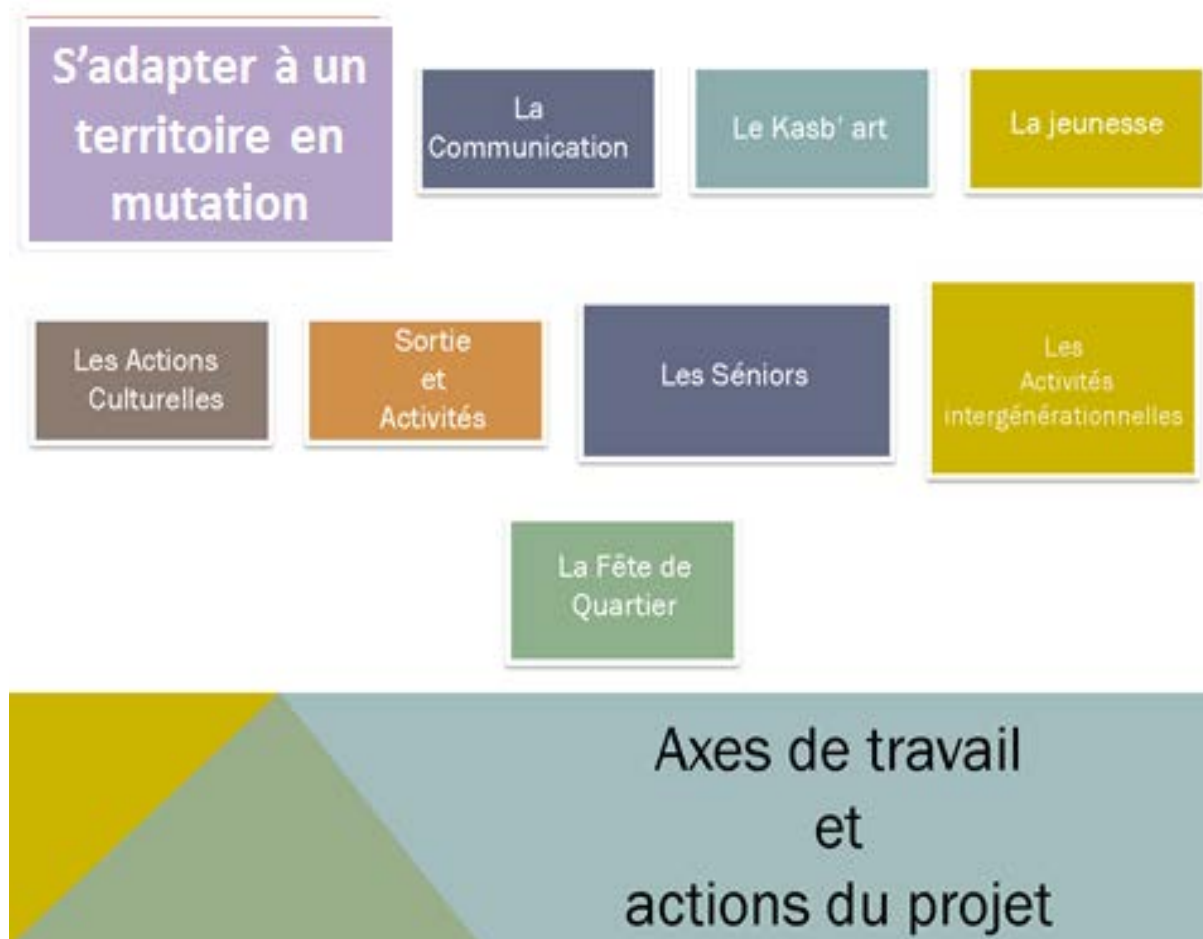 S'adapter à un
territoire en
mutation
La
Communication
Le Kasb' art
La jeunesse
Les Actions
Culturelles
Sortie
et
Activités
Les Séniors
Les
Activités
intergénérationnelles
La Fête de
Quartier
Axes de travail
et
actions du projet